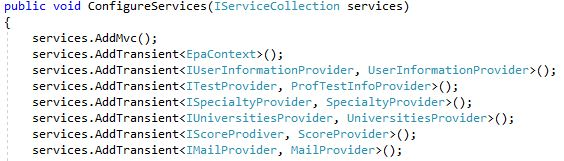 public void ConfigureServices(IServiceCollection services)
{
services.AddMvc();
services.AddTransient<EpaContext>();
services.AddTransient<IUserInformationProvider, UserInformationProvider>();
services.AddTransient<ITestProvider, ProfTestInfoProvider>();
services.AddTransient<ISpecialtyProvider, SpecialtyProvider>();
services.AddTransient<IUniversitiesProvider, UniversitiesProvider>();
services.AddTransient<IScoreProdiver, ScoreProvider>();
services.AddTransient<IMailProvider, MailProvider>();